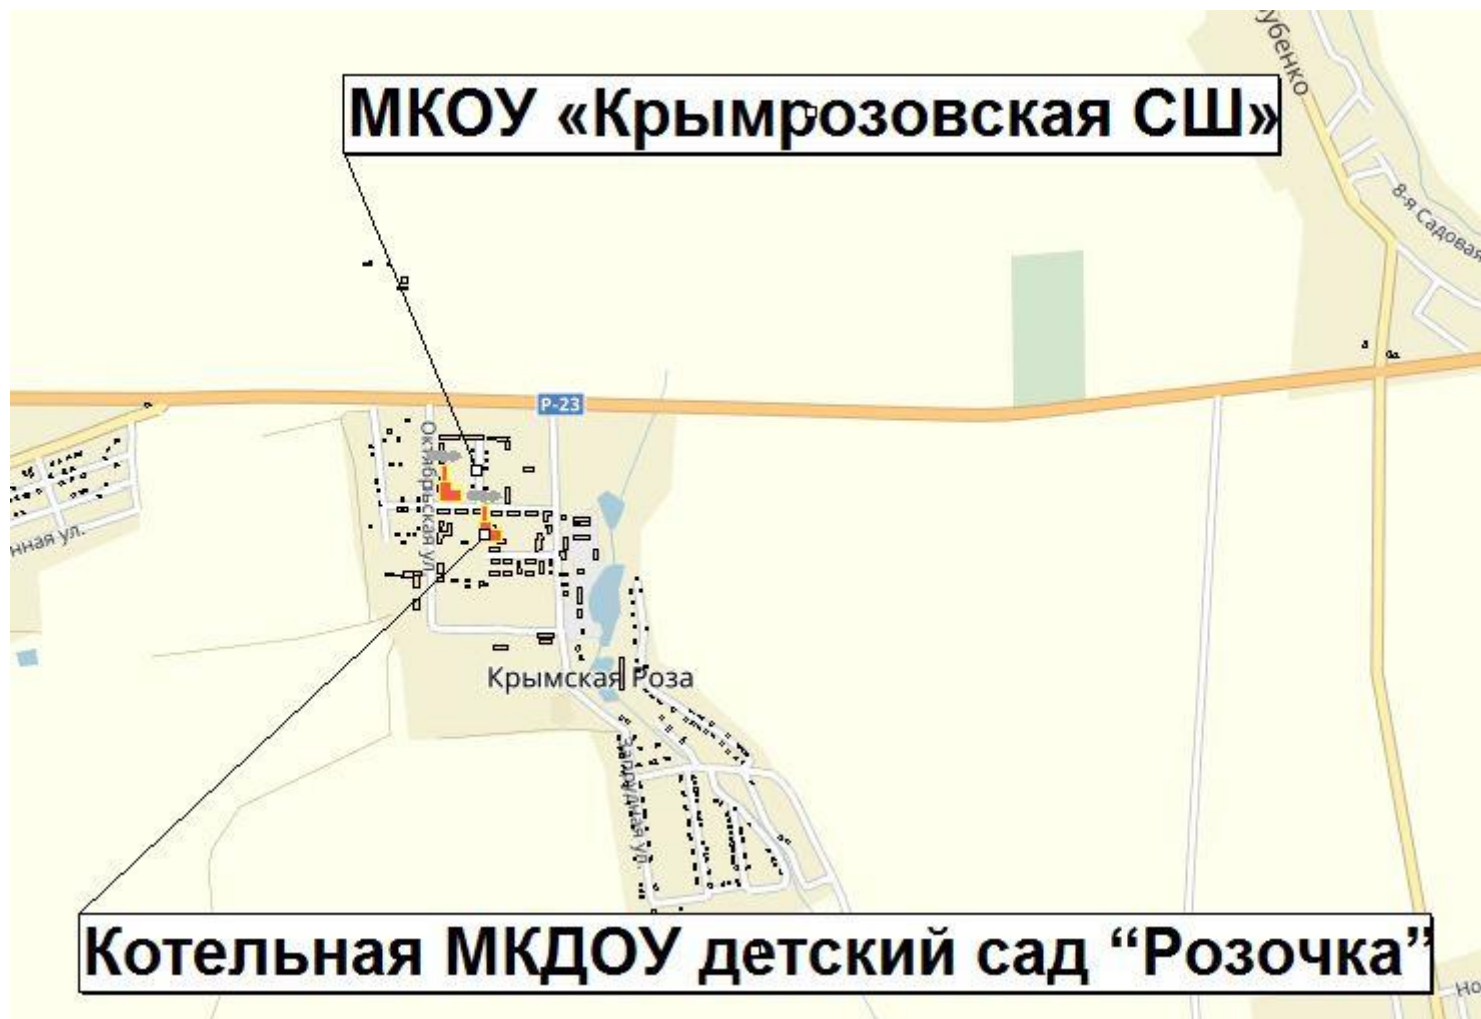 убенко
МКОУ «Крымрозовская СШ»
8-я Садовая
Р-23
Октябрьская ул.
нная ул.
Крымская Роза
Запрудная ул.
Котельная МКДОУ детский сад “Розочка”
Но